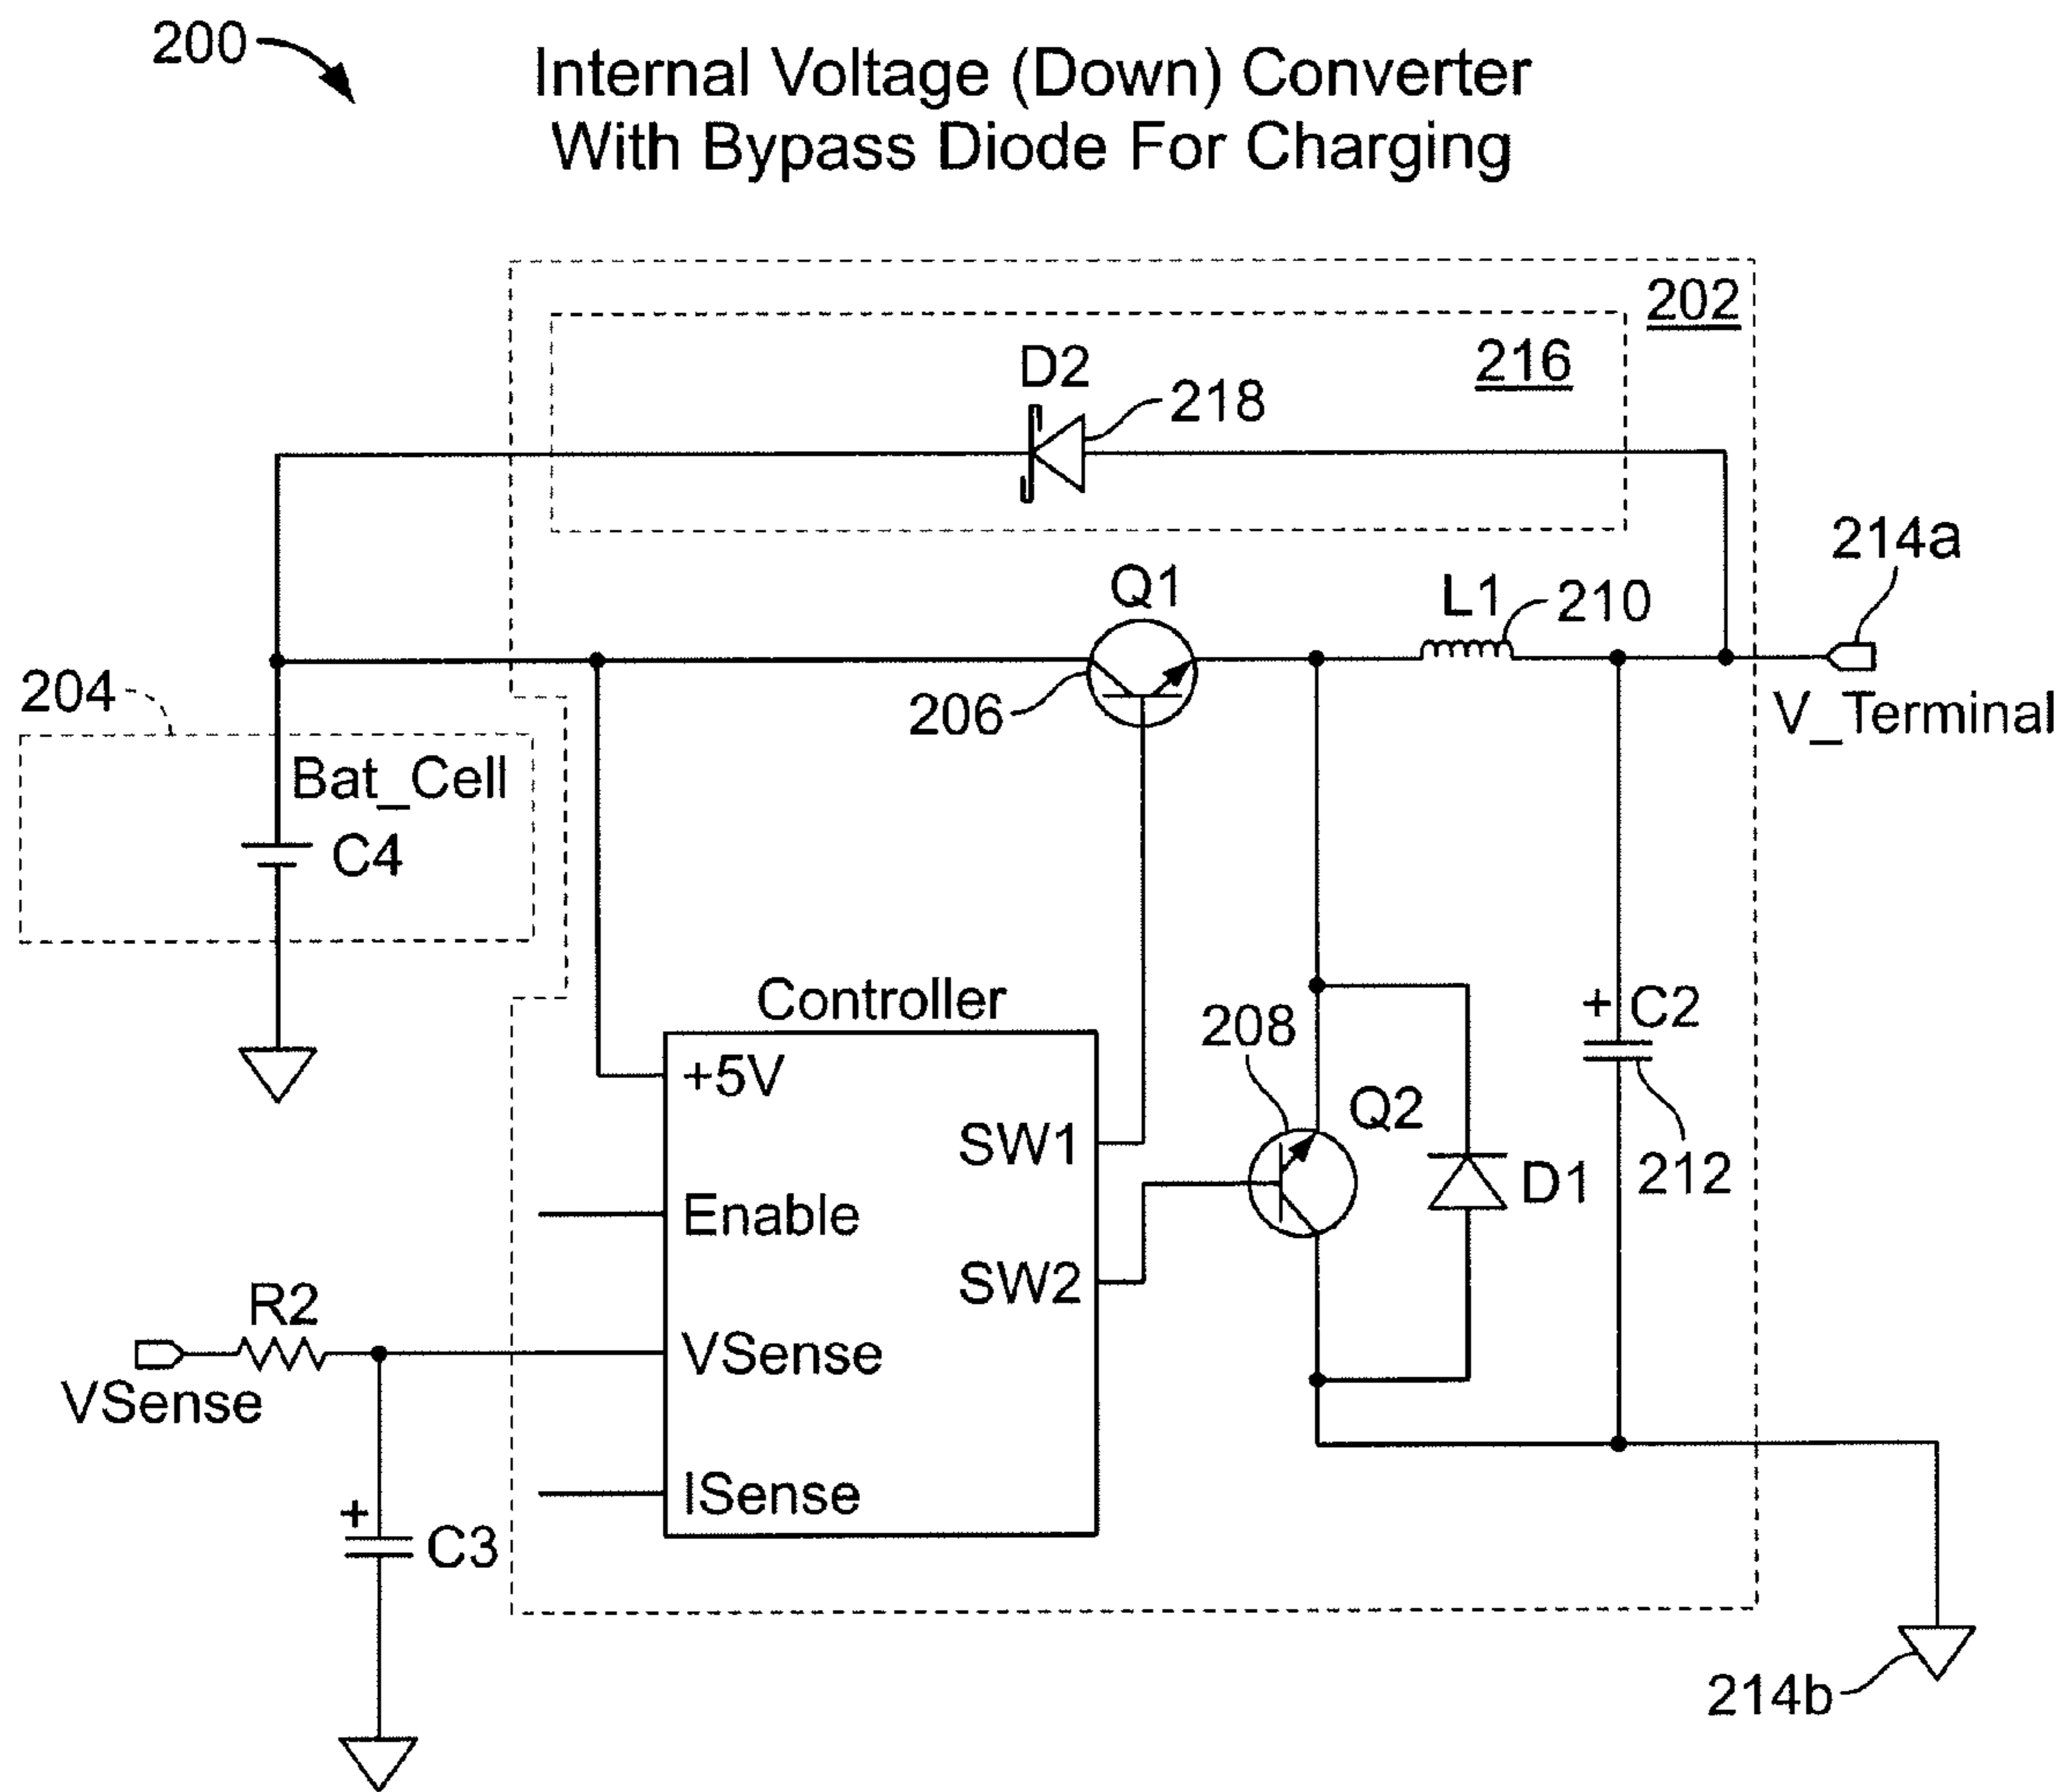 200
Internal Voltage (Down) Converter
With Bypass Diode For Charging
202
216
D2
218
214a
Q1
L1
210
206
V_Terminal
204
Bat_Cell
C4
Controller
+5V
SW1
Enable
SW2
VSense
ISense
208
Q2
D1
+ C2
212
R2
VSense
+
C3
214b